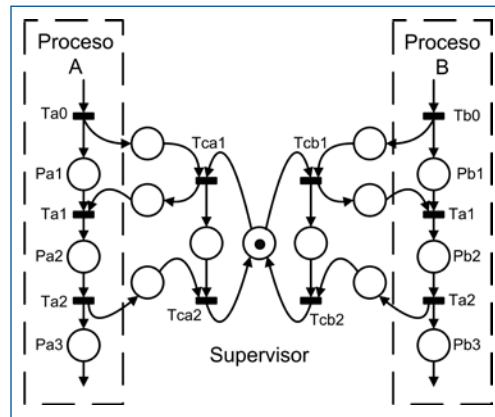 Proceso
A
Proceso
B
Ta0
Tca1
Tcb1
Tb0
Pa1
Pb1
Ta1
Ta1
Pa2
Pb2
Ta2
Ta2
Tca2
Tcb2
Pa3
Pb3
Supervisor